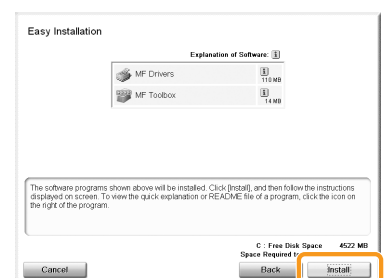 Easy Installation
Explanation of Software:
MF Drivers
110 MB
MF Toolbox
14 MB
The software programs shown above will be installed. Click [Install], and then follow the instructions
displayed on screen. To view the quick explanation or README file of a program, click the icon on
the right of the program.
C : Free Disk Space 4522 MB
Space Required
Cancel
Back
Install